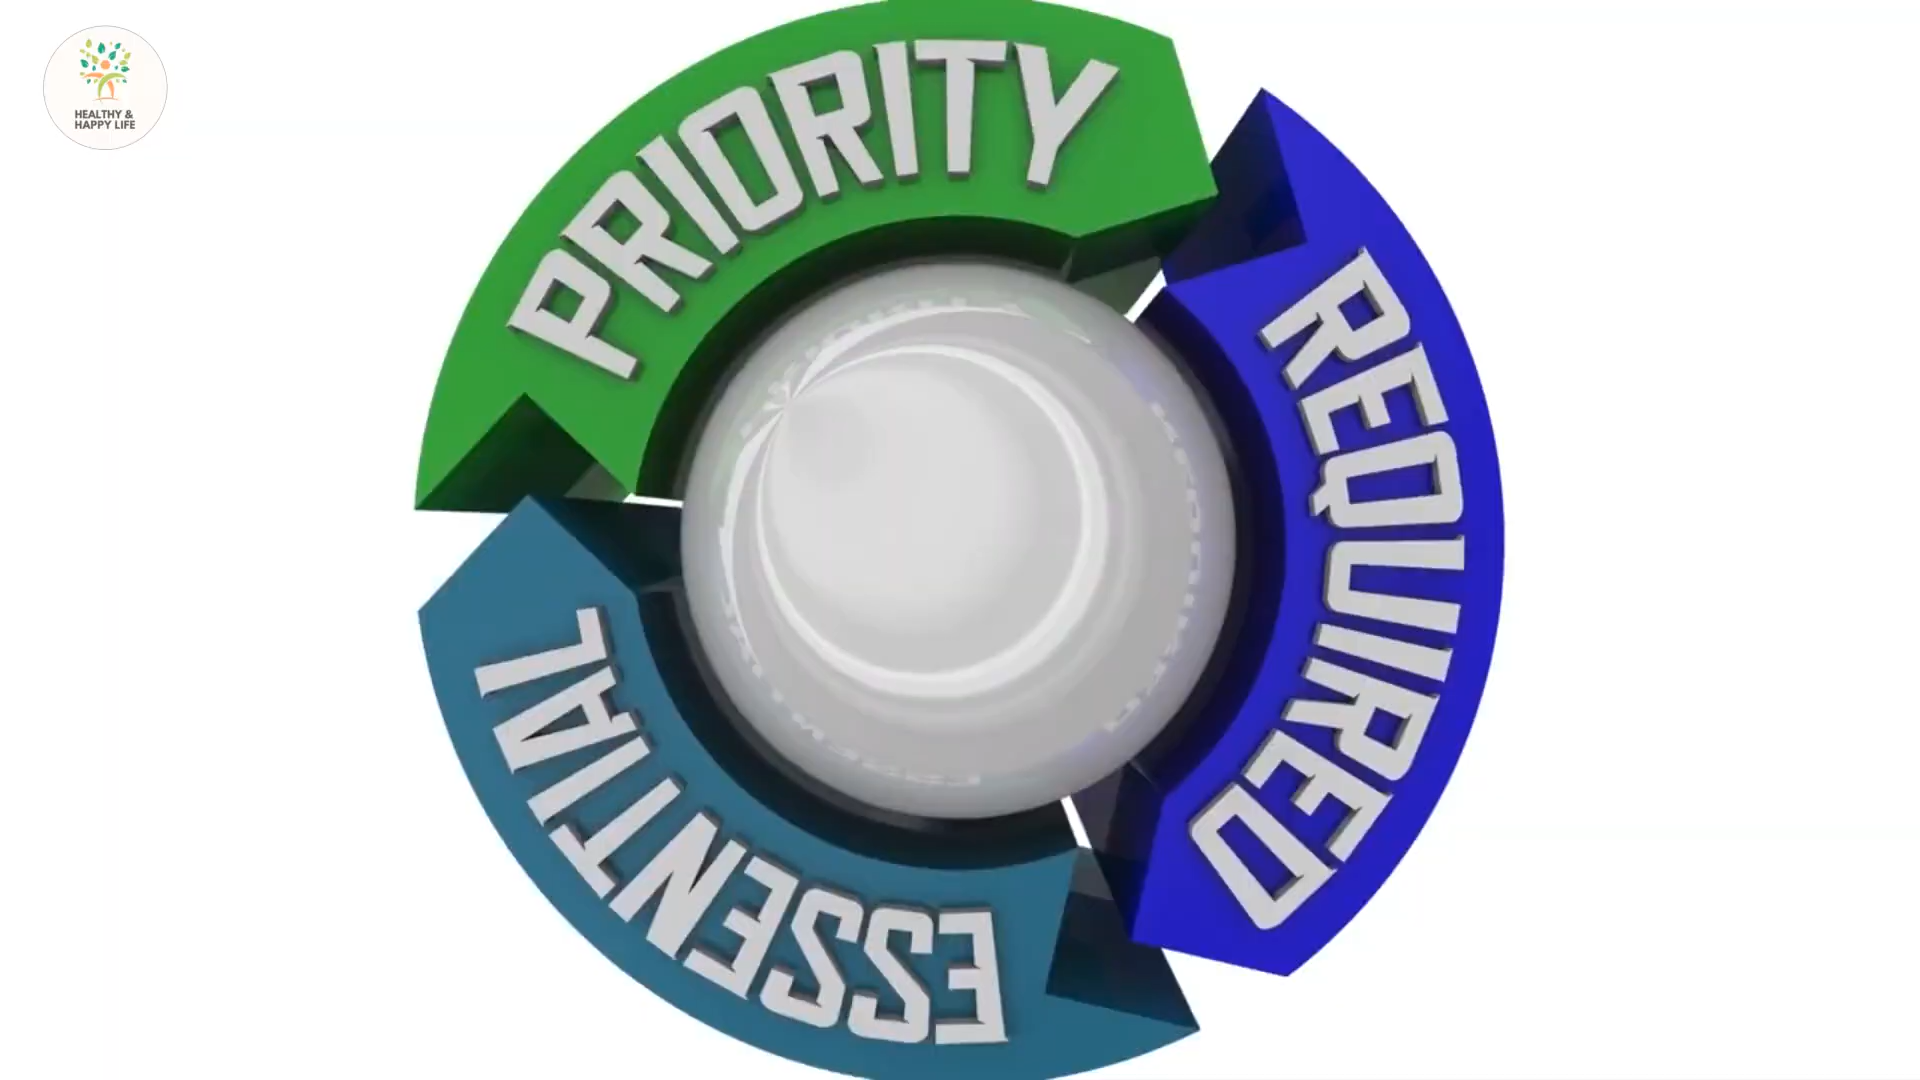 HEALTHY &
HAPPY LIFE
PRIORITY
REQUIRED
ESSENTIAL